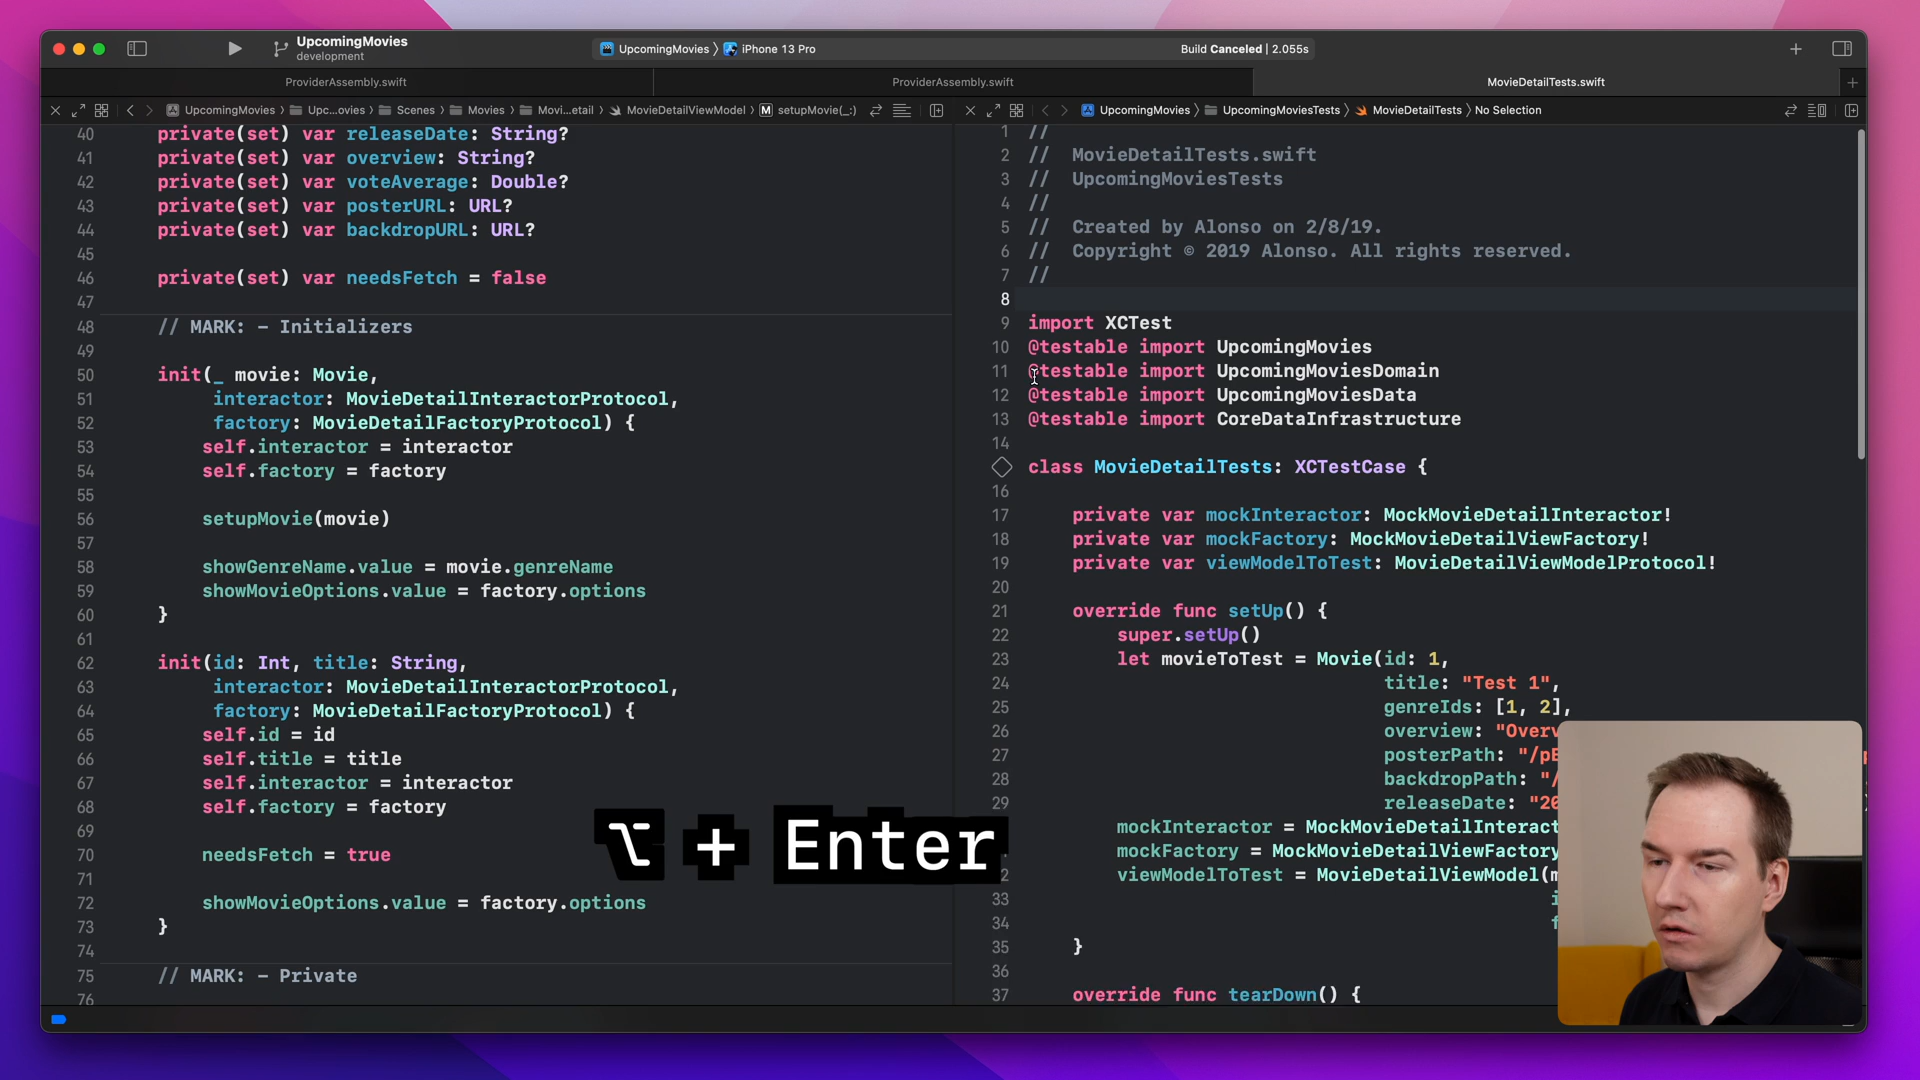 UpcomingMovies
development
UpcomingMovies 〉 iPhone 13 Pro
Build Canceled | 2.055s
ProviderAssembly.swift
ProviderAssembly.swift
MovieDetailTests.swift
UpcomingMovies 〉 Upc...ovies 〉 Scenes 〉 Movies 〉 Movi...etail 〉 MovieDetailViewModel 〉 M setupMovie(_:)
40 private(set) var releaseDate: String?
41 private(set) var overview: String?
42 private(set) var voteAverage: Double?
43 private(set) var posterURL: URL?
44 private(set) var backdropURL: URL?
45
46 private(set) var needsFetch = false
47
48 // MARK: - Initializers
49
50 init(_ movie: Movie,
51 interactor: MovieDetailInteractorProtocol,
52 factory: MovieDetailFactoryProtocol) {
53 self.interactor = interactor
54 self.factory = factory
55
56 setupMovie(movie)
57
58 showGenreName.value = movie.genreName
59 showMovieOptions.value = factory.options
60 }
61
62 init(id: Int, title: String,
63 interactor: MovieDetailInteractorProtocol,
64 factory: MovieDetailFactoryProtocol) {
65 self.id = id
66 self.title = title
67 self.interactor = interactor
68 self.factory = factory
69
70 needsFetch = true
71
72 showMovieOptions.value = factory.options
73 }
74
75 // MARK: - Private
76
⌥ + Enter
UpcomingMovies 〉 UpcomingMoviesTests 〉 MovieDetailTests 〉 No Selection
1 //
2 // MovieDetailTests.swift
3 // UpcomingMoviesTests
4 //
5 // Created by Alonso on 2/8/19.
6 // Copyright © 2019 Alonso. All rights reserved.
7 //
8
9 import XCTest
10 @testable import UpcomingMovies
11 @testable import UpcomingMoviesDomain
12 @testable import UpcomingMoviesData
13 @testable import CoreDataInfrastructure
14
class MovieDetailTests: XCTestCase {
16
17 private var mockInteractor: MockMovieDetailInteractor!
18 private var mockFactory: MockMovieDetailViewFactory!
19 private var viewModelToTest: MovieDetailViewModelProtocol!
20
21 override func setUp() {
22 super.setUp()
23 let movieToTest = Movie(id: 1,
24 title: "Test 1",
25 genreIds: [1, 2],
26 overview: "Overv
27 posterPath: "/pE
28 backdropPath: "/
29 releaseDate: "20
mockInteractor = MockMovieDetailInteract
mockFactory = MockMovieDetailViewFactory
2 viewModelToTest = MovieDetailViewModel(m
33 i
34 f
35 }
36
37 override func tearDown() {